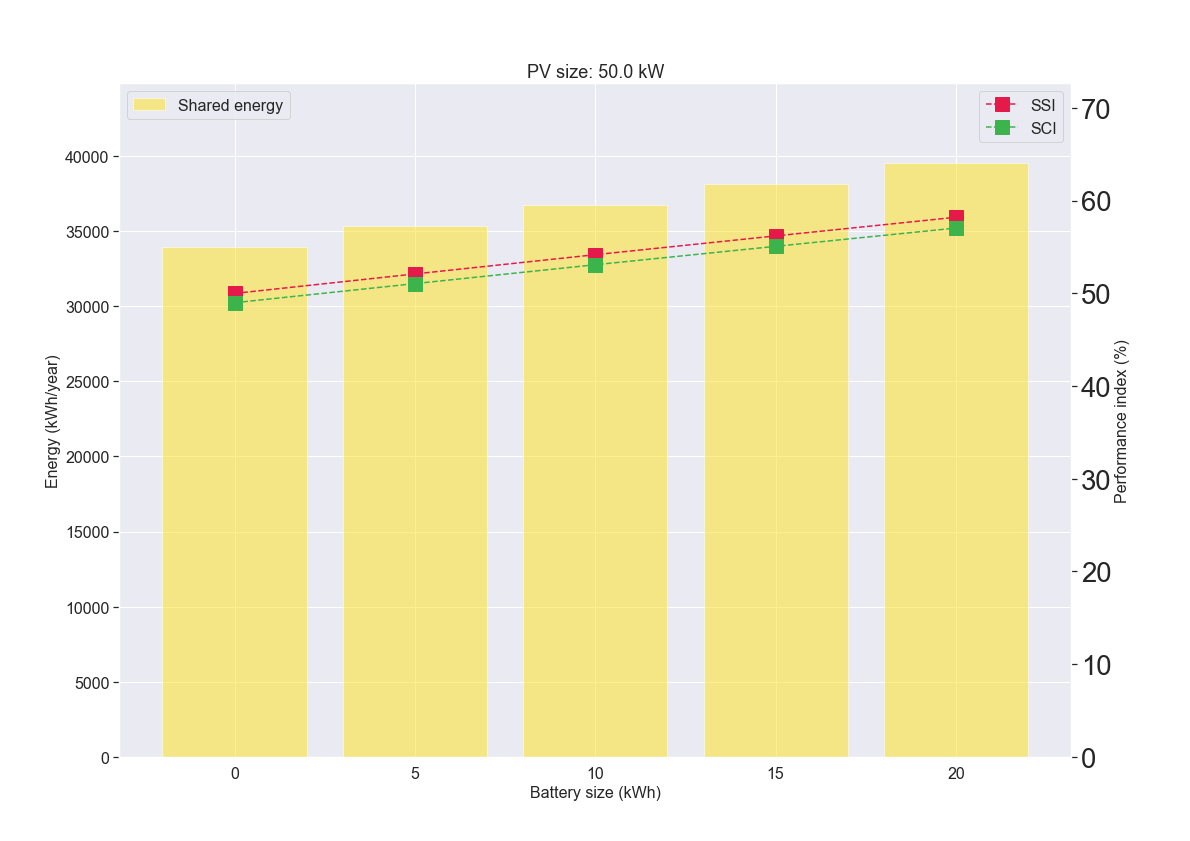 PV size: 50.0 kW
Shared energy
SSI
SCI
Energy (kWh/year)
40000
35000
30000
25000
20000
15000
10000
5000
0
70
60
50
40
30
20
10
0
Performance index (%)
0 5 10 15 20
Battery size (kWh)